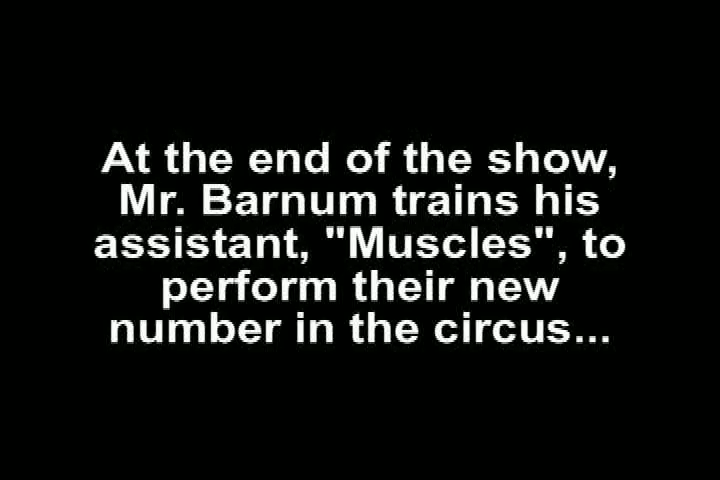 At the end of the show,
Mr. Barnum trains his
assistant, "Muscles", to
perform their new
number in the circus...